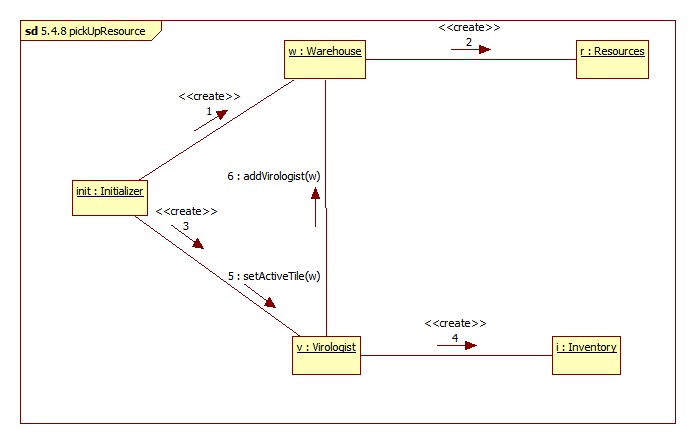 sd 5.4.8 pickUpResource
<<create>>
2
w : Warehouse
r : Resources
<<create>>
1
6 : addVirologist(w)
init : Initializer
<<create>>
3
5 : setActiveTile(w)
<<create>>
4
v : Virologist
i : Inventory